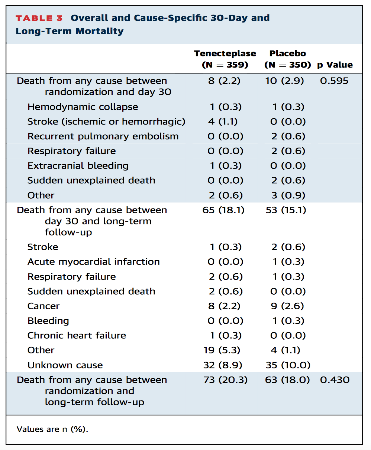 TABLE 3 Overall and Cause-Specific 30-Day and
Long-Term Mortality
Tenecteplase Placebo
(N = 359) (N = 350) p Value
Death from any cause between 8 (2.2) 10 (2.9) 0.595
randomization and day 30
Hemodynamic collapse 1 (0.3) 1 (0.3)
Stroke (ischemic or hemorrhagic) 4 (1.1) 0 (0.0)
Recurrent pulmonary embolism 0 (0.0) 2 (0.6)
Respiratory failure 0 (0.0) 2 (0.6)
Extracranial bleeding 1 (0.3) 0 (0.0)
Sudden unexplained death 0 (0.0) 2 (0.6)
Other 2 (0.6) 3 (0.9)
Death from any cause between 65 (18.1) 53 (15.1)
day 30 and long-term
follow-up
Stroke 1 (0.3) 2 (0.6)
Acute myocardial infarction 0 (0.0) 1 (0.3)
Respiratory failure 2 (0.6) 1 (0.3)
Sudden unexplained death 2 (0.6) 0 (0.0)
Cancer 8 (2.2) 9 (2.6)
Bleeding 0 (0.0) 1 (0.3)
Chronic heart failure 1 (0.3) 0 (0.0)
Other 19 (5.3) 4 (1.1)
Unknown cause 32 (8.9) 35 (10.0)
Death from any cause between 73 (20.3) 63 (18.0) 0.430
randomization and
long-term follow-up
Values are n (%).